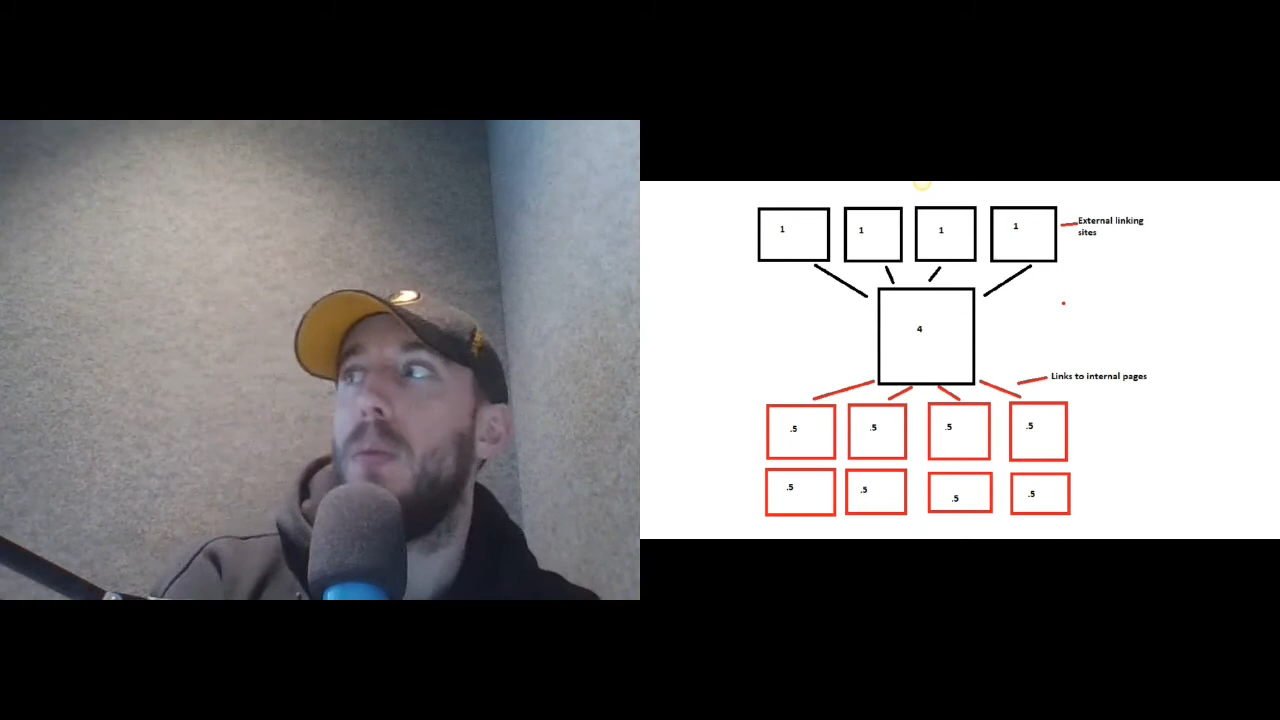 1 1 1 1
External linking
sites
4
Links to internal pages
.5 .5 .5 .5
.5 .5 .5 .5